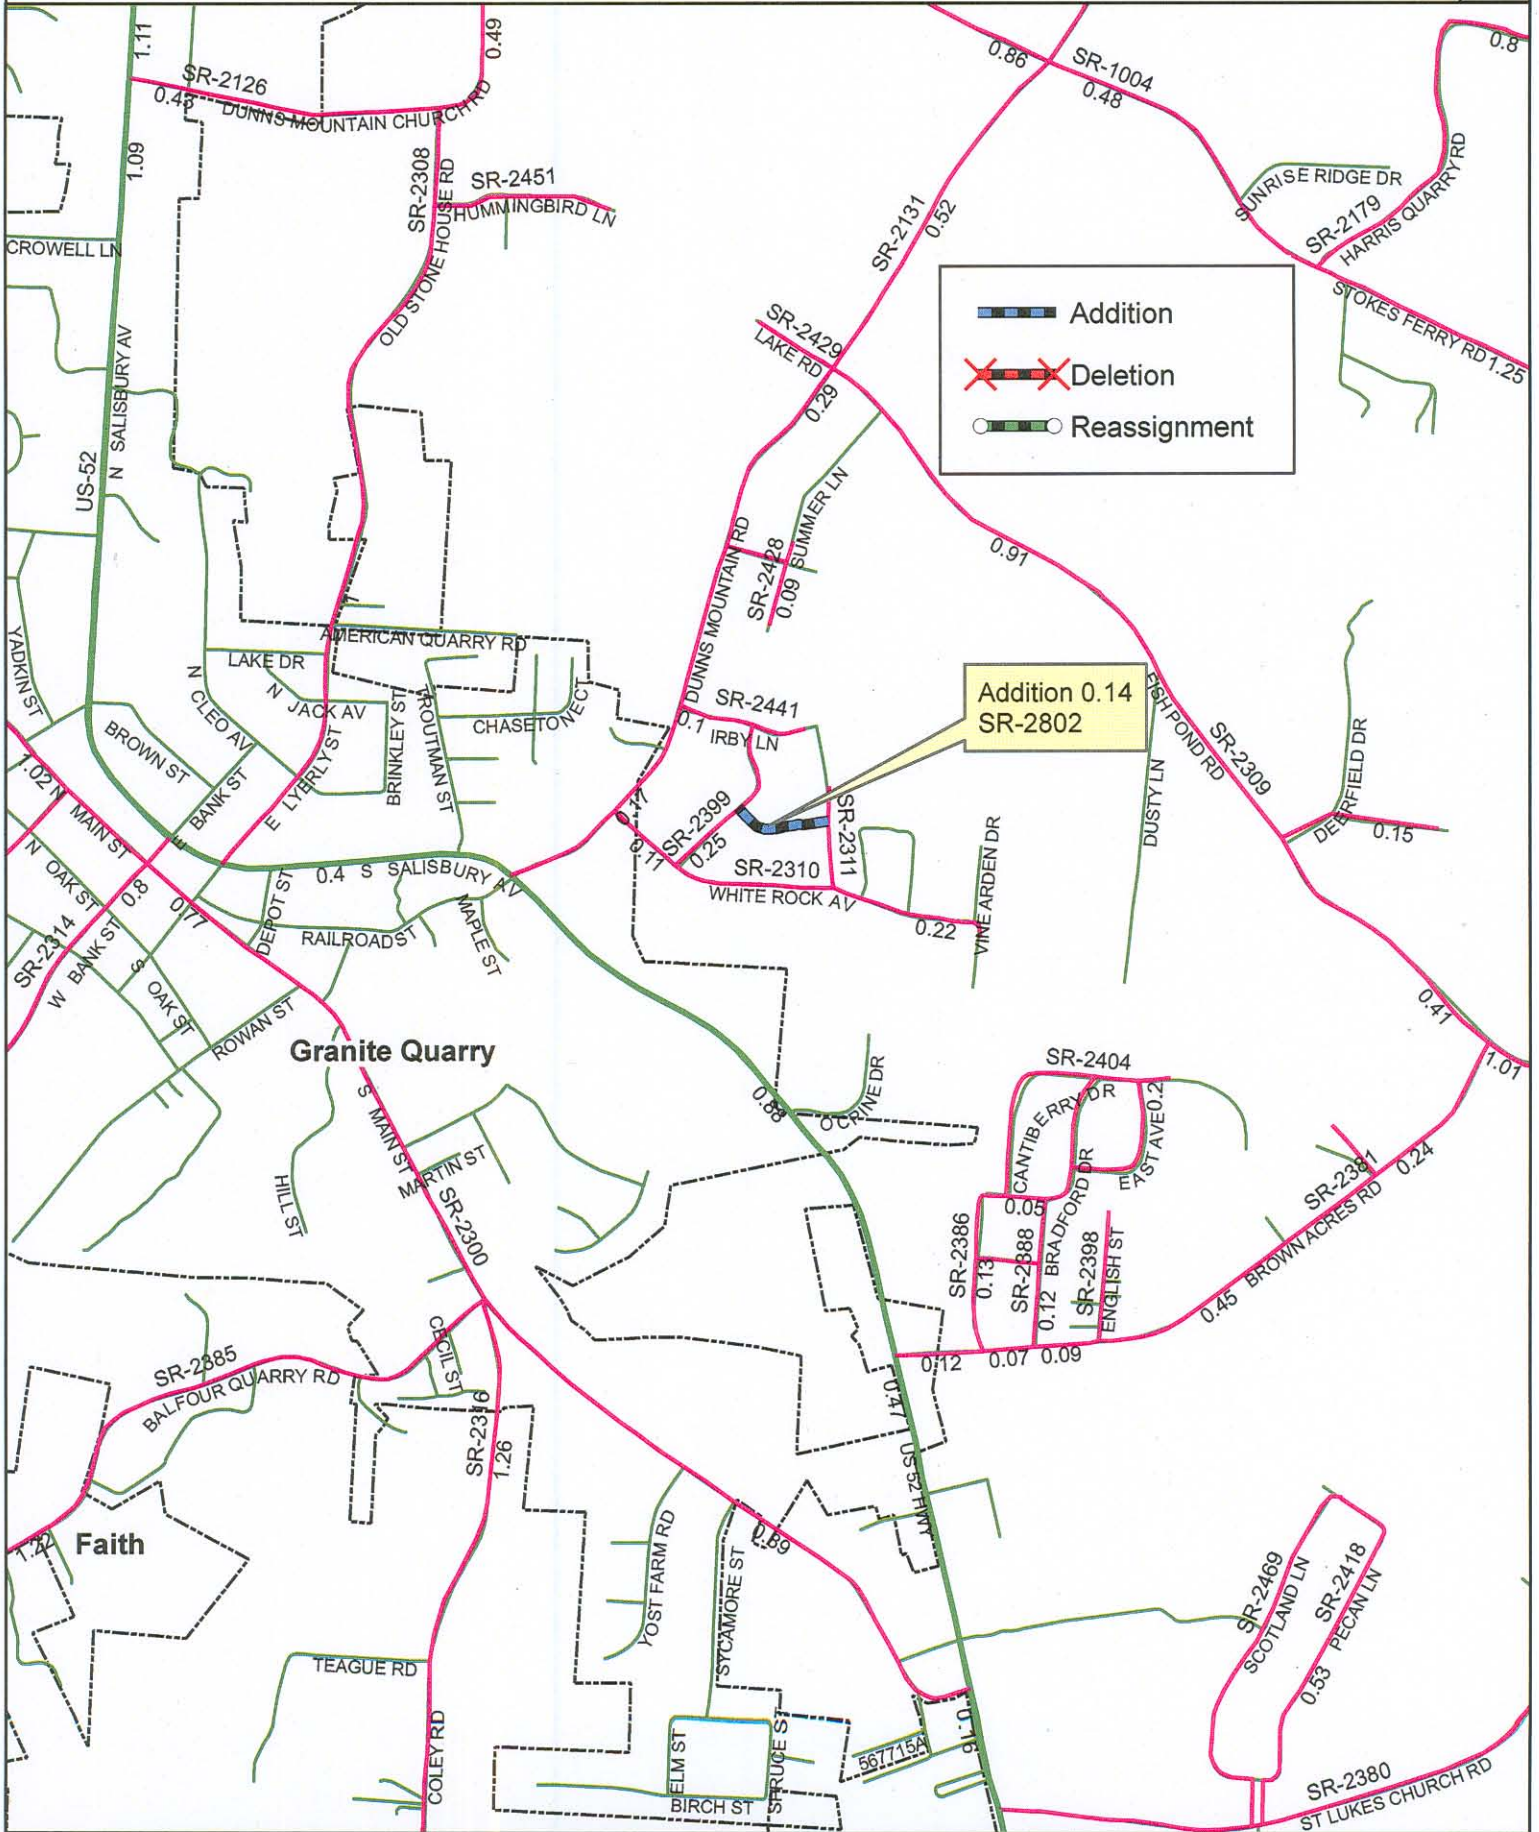 1.11
0.49
SR-2126
0.43
DUNNS MOUNTAIN CHURCH RD
0.86
SR-1004
0.48
0.8
1.09
SR-2308
OLD STONE HOUSE RD
SR-2451
HUMMINGBIRD LN
SUNRISE RIDGE DR
SR-2179
HARRIS QUARRY RD
CROWELL LN
SR-2131
0.52
STOKES FERRY RD
1.25
Addition
Deletion
Reassignment
SR-2429
LAKE RD
0.29
US-52
N SALISBURY AV
SUMMER LN
SR-2428
0.09
DUNNS MOUNTAIN RD
0.91
YADKIN ST
AMERICAN QUARRY RD
LAKE DR
N CLEO AV
N JACK AV
BRINKLEY ST
TROUTMAN ST
CHASETON ECT
SR-2441
0.1
IRBY LN
Addition 0.14
SR-2802
FISH POND RD
SR-2309
DUSTY LN
DEERFIELD DR
0.15
BROWN ST
E BANK ST
E LYERLY ST
1.02
N MAIN ST
0.17
0.11
SR-2399
0.25
SR-2311
SR-2310
WHITE ROCK AV
0.22
VINE ARDEN DR
0.4
S SALISBURY AV
N OAK ST
0.8
0.77
SR-2314
W BANK ST
DEPOT ST
RAILROAD ST
MAPLE ST
S OAK ST
ROWAN ST
0.41
1.01
Granite Quarry
0.88
O CRINE DR
SR-2404
CANTIBERRY DR
EAST AVE
0.2
S MAIN ST
MARTIN ST
HILL ST
SR-2300
BRADFORD DR
0.05
SR-2386
0.13
SR-2388
0.12
SR-2398
ENGLISH ST
SR-2381
0.24
BROWN ACRES RD
0.45
0.12
0.07
0.09
SR-2385
BALFOUR QUARRY RD
CECIL ST
SR-2316
1.26
0.47
US 52 HWY
1.22
Faith
0.89
YOST FARM RD
SYCAMORE ST
SR-2469
SCOTLAND LN
SR-2418
PECAN LN
0.53
TEAGUE RD
COLEY RD
ELM ST
SPRUCE ST
BIRCH ST
567715A
0.16
SR-2380
ST LUKES CHURCH RD